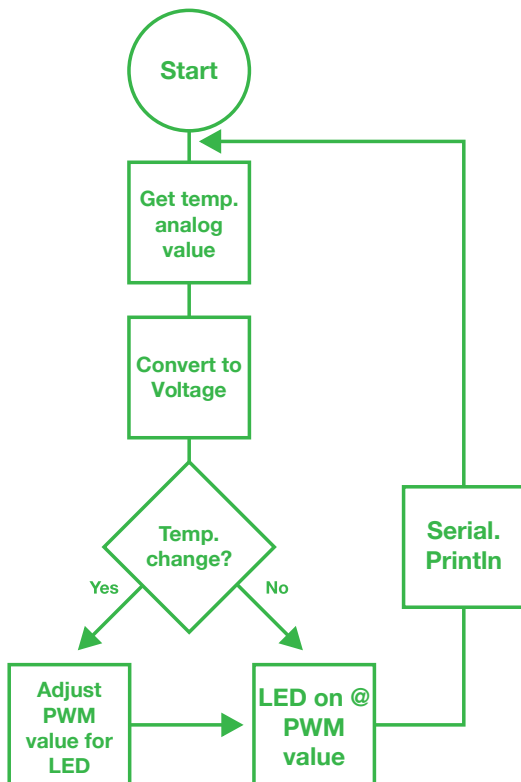 Start
Get temp.
analog
value
Convert to
Voltage
Temp.
change?
Yes
No
Adjust
PWM
value for
LED
LED on @
PWM
value
Serial.
Println